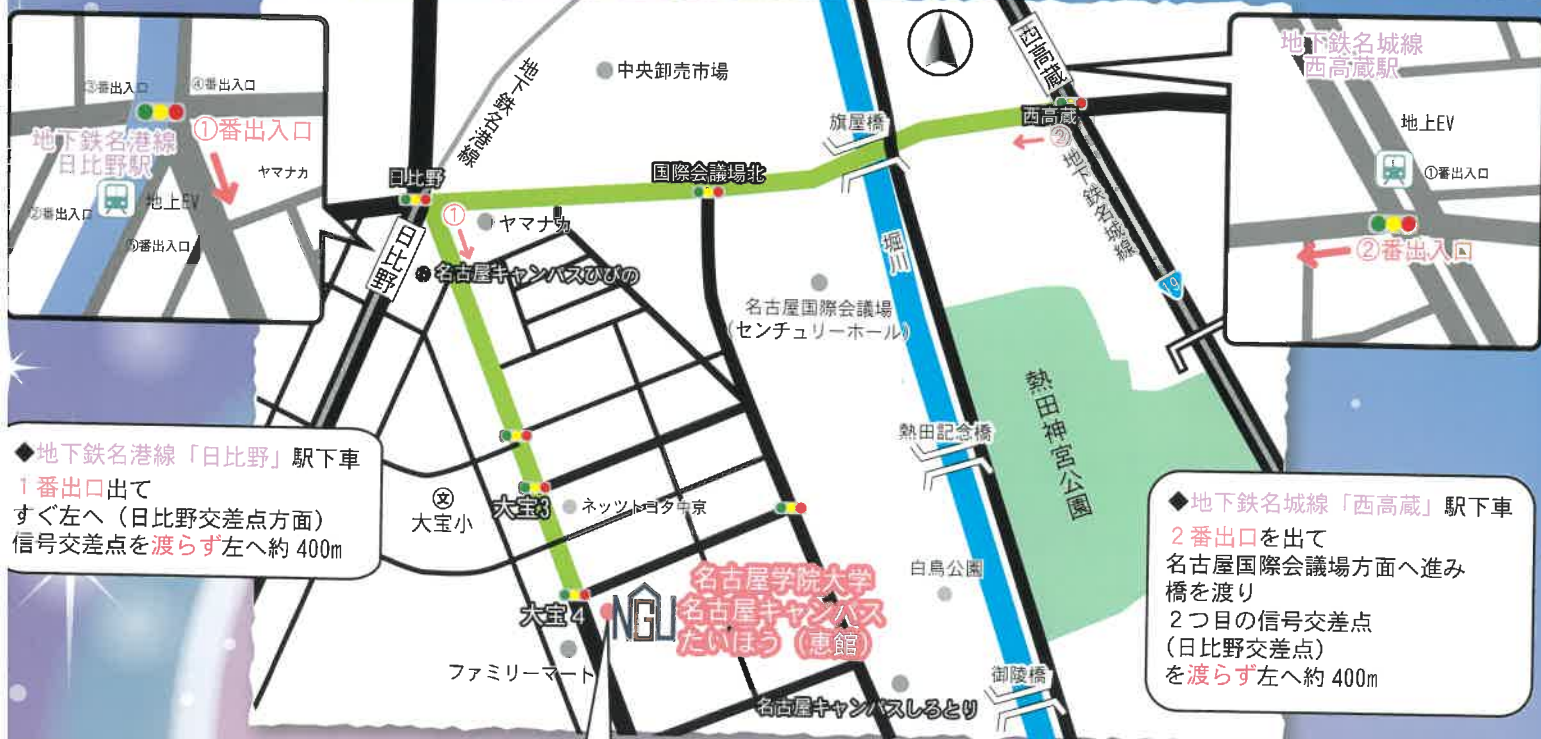 ③番出入口
④番出入口
地下鉄名港線
日比野駅
①番出入口
ヤマナカ
②番出入口
地上EV
⑤番出入口
地下鉄名港線
中央卸売市場
西高蔵
西高蔵
旗屋橋
②
地下鉄名城線
地下鉄名城線
西高蔵駅
地上EV
①番出入口
②番出入口
日比野
国際会議場北
①
ヤマナカ
日比野
名古屋キャンパスひびの
堀川
19
名古屋国際会議場
(センチュリーホール)
熱田神宮公園
熱田記念橋
◆地下鉄名港線「日比野」駅下車
1番出口出て
すぐ左へ（日比野交差点方面）
信号交差点を渡らず左へ約400m
文
大宝小
大宝3
ネッツトヨタ中京
白鳥公園
大宝4
NGU
名古屋学院大学
名古屋キャンパス
たいほう（恵館）
ファミリーマート
御陵橋
名古屋キャンパスしろとり
◆地下鉄名城線「西高蔵」駅下車
2番出口を出て
名古屋国際会議場方面へ進み
橋を渡り
2つ目の信号交差点
(日比野交差点)
を渡らず左へ約400m